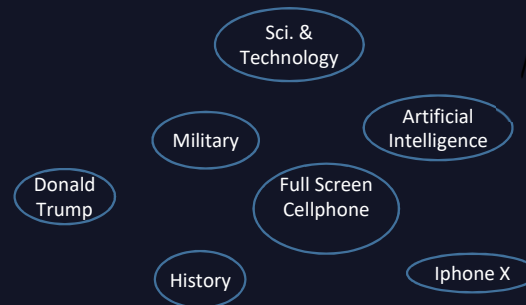 Sci. &
Technology
Artificial
Intelligence
Military
Donald
Trump
Full Screen
Cellphone
History
Iphone X